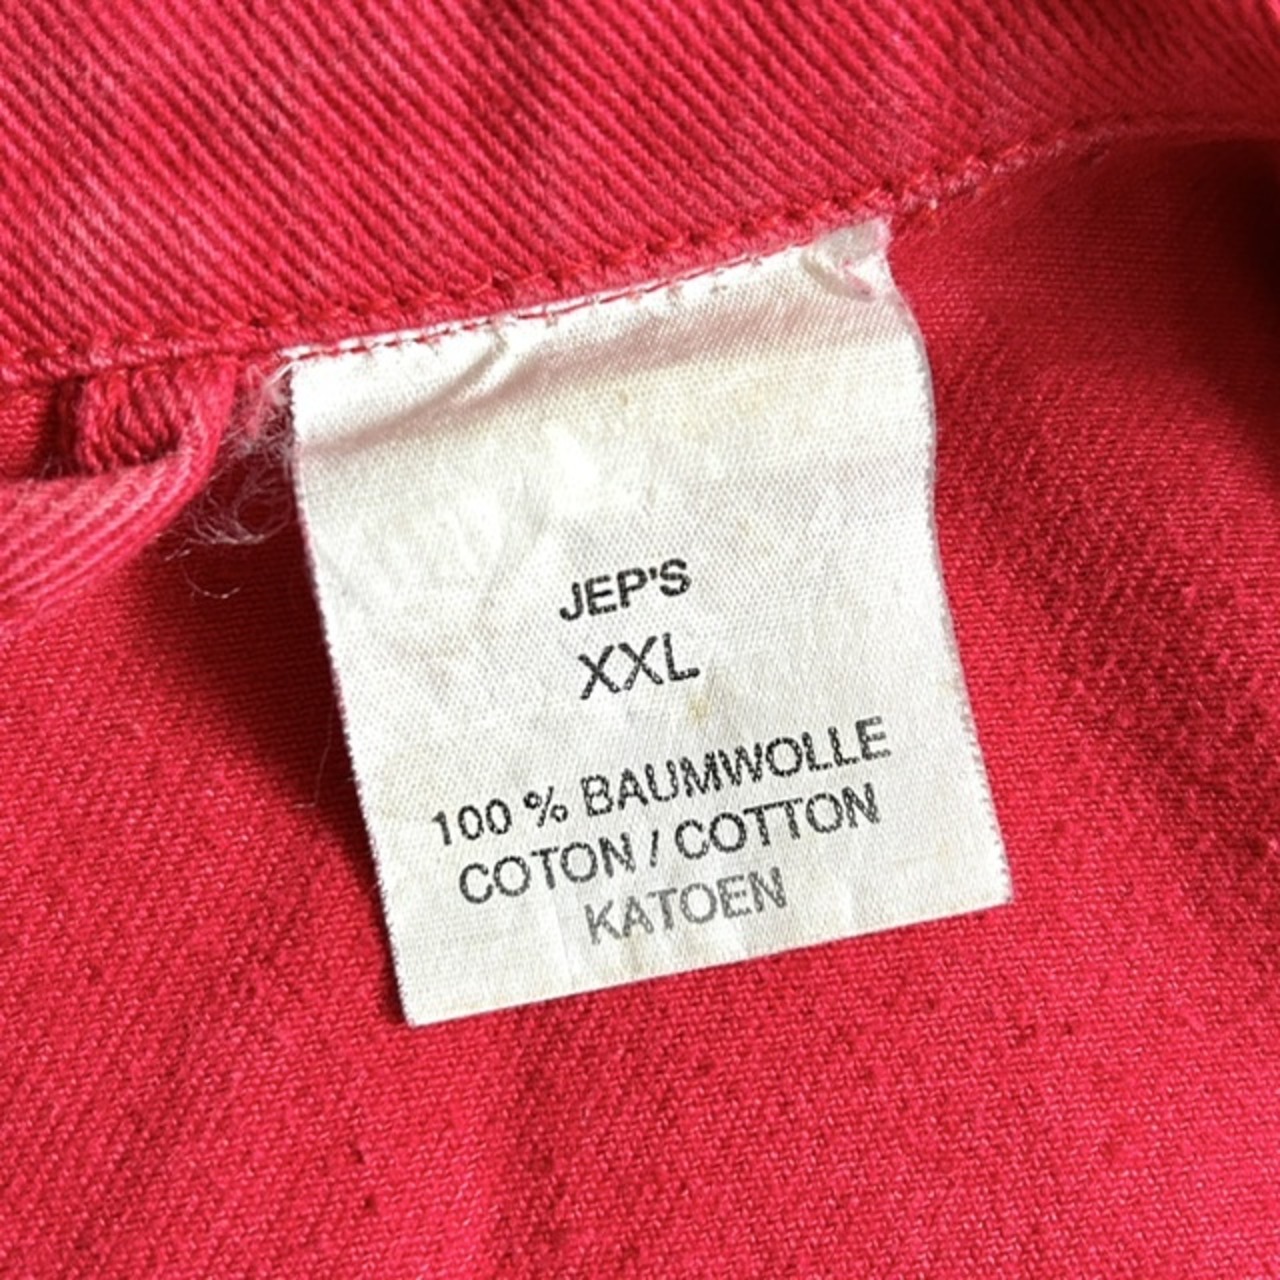 JEP'S
XXL
100 % BAUMWOLLE
COTON / COTTON
KATOEN